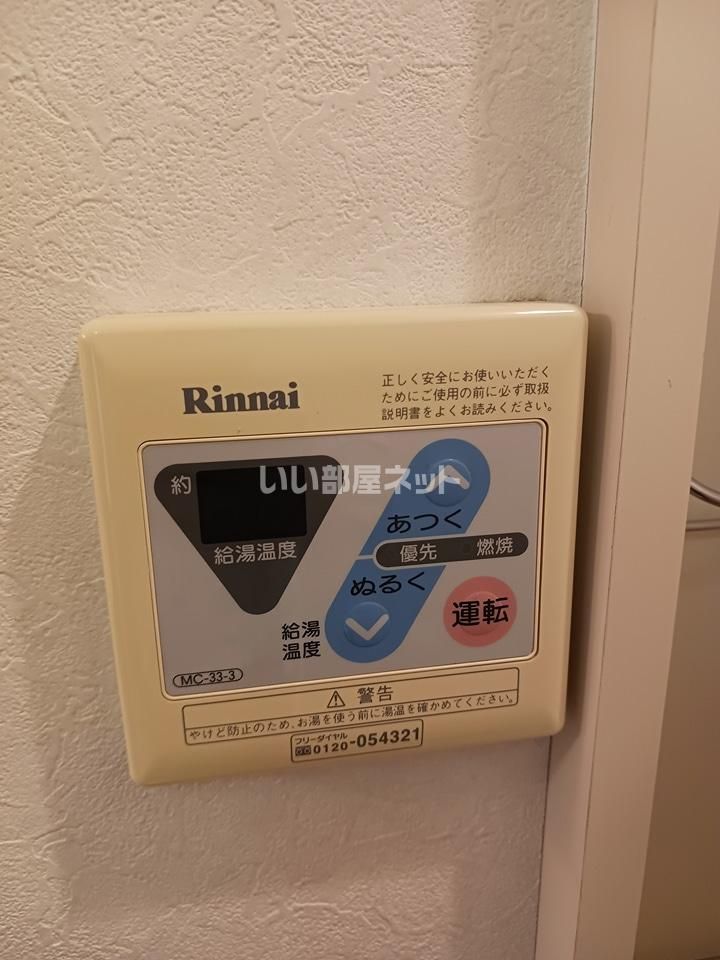 Rinnai
正しく安全にお使いいただく
ためにご使用の前に必ず取扱
説明書をよくお読みください。
いい部屋ネット
約
給湯温度
あつく
優先 燃焼
ぬるく
給湯
温度
運転
MC-33-3
警告
やけど防止のため、お湯を使う前に湯温を確かめてください。
フリーダイヤル
0120-054321